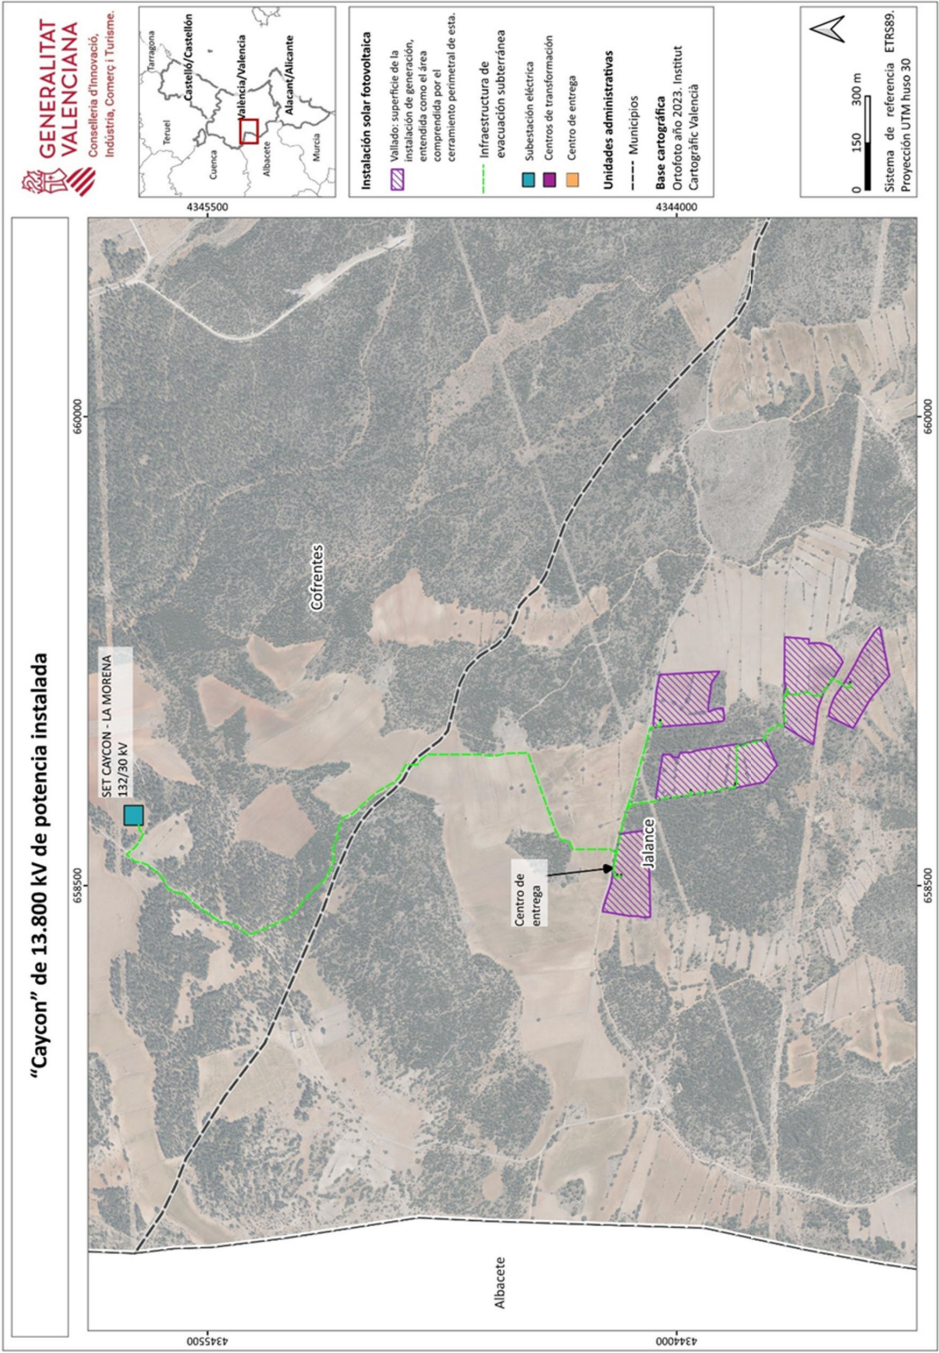 “Caycon” de 13.800 kV de potencia instalada
GENERALITAT
VALENCIANA
Conselleria d'Innovació,
Indústria, Comerç i Turisme.
Tarragona
Teruel
Castelló/Castellón
Cuenca
València/Valencia
Albacete
Alacant/Alicante
Murcia
Instalación solar fotovoltaica
Vallado: superficie de la
instalación de generación,
entendida como el área
comprendida por el
cerramiento perimetral de esta.
Infraestructura de
evacuación subterránea
Subestación eléctrica
Centros de transformación
Centro de entrega
Unidades administrativas
Municipios
Base cartográfica
Ortofoto año 2023. Institut
Cartogràfic Valencià
0 150 300 m
Sistema de referencia ETRS89.
Proyección UTM huso 30
658500
660000
4345500
4345500
SET CAYCON - LA MORENA
132/30 kV
Cofrentes
Centro de
entrega
Jalance
Albacete
4344000
4344000
658500
660000